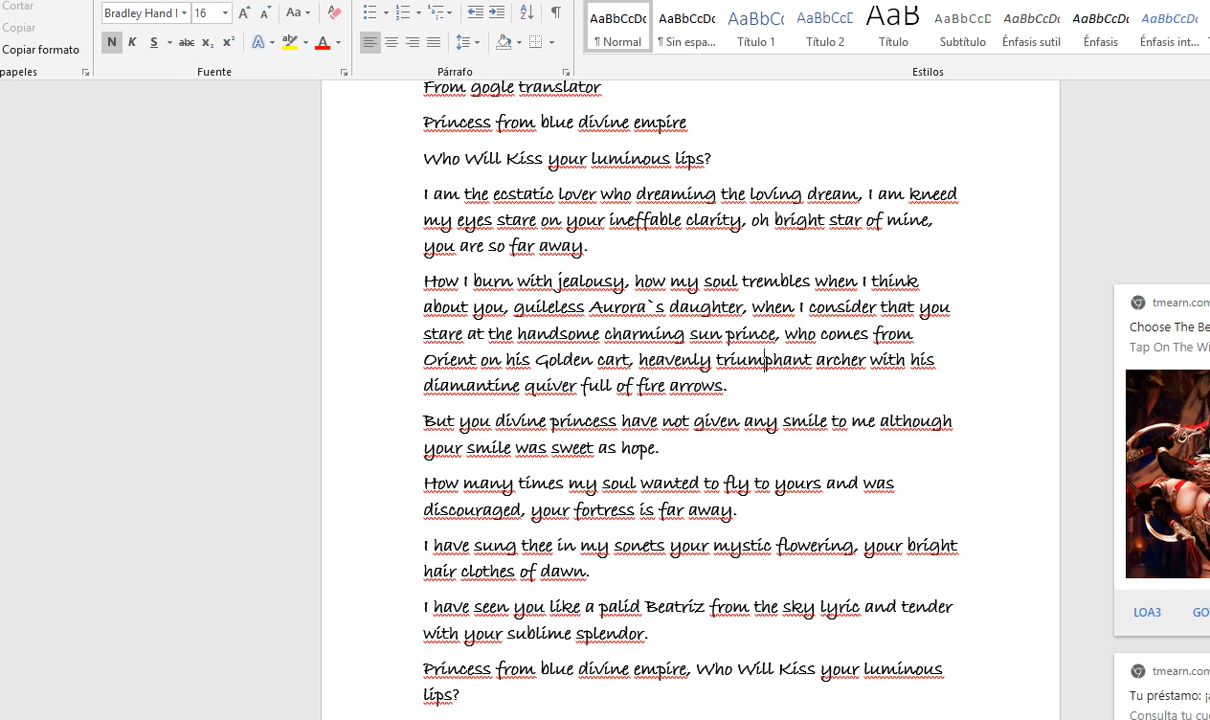 Cortar
Copiar
Copiar formato
papeles
Bradley Hand I
16
Aa
N K S abc x₂ x²
A
A
Fuente
Párrafo
AaBbCcDc AaBbCcDc AaBbCcDc AaBbCcDc AaB AaBbCcD AaBbCcDc AaBbCcDc AaBbCcDc
¶ Normal ¶ Sin espa... Título 1 Título 2 Título Subtítulo Énfasis sutil Énfasis Énfasis int...
Estilos
From gogle translator
Princess from blue divine empire
Who Will Kiss your luminous lips?
I am the ecstatic lover who dreaming the loving dream, I am kneed
my eyes stare on your ineffable clarity, oh bright star of mine,
you are so far away.
How I burn with jealousy, how my soul trembles when I think
about you, guileless Aurora`s daughter, when I consider that you
stare at the handsome charming sun prince, who comes from
Orient on his Golden cart, heavenly triumphant archer with his
diamantine quiver full of fire arrows.
But you divine princess have not given any smile to me although
your smile was sweet as hope.
How many times my soul wanted to fly to yours and was
discouraged, your fortress is far away.
I have sung thee in my sonets your mystic flowering, your bright
hair clothes of dawn.
I have seen you like a palid Beatríz from the sky lyric and tender
with your sublime splendor.
Princess from blue divine empire, Who Will Kiss your luminous
lips?
tmearn.com
Choose The Be
Tap On The Wi
LOA3 GO
tmearn.com
Tu préstamo: ¡a
Consulta tu cu